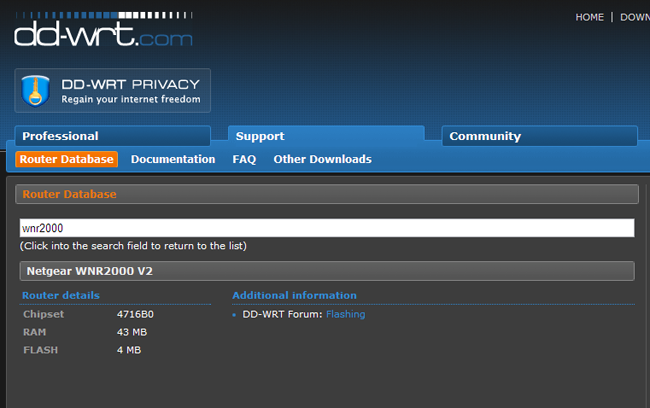 HOME | DOWN
dd-wrt.com
DD-WRT PRIVACY
Regain your internet freedom
Professional Support Community
Router Database Documentation FAQ Other Downloads
Router Database
wnr2000
(Click into the search field to return to the list)
Netgear WNR2000 V2
Router details Additional information
Chipset 4716B0 DD-WRT Forum: Flashing
RAM 43 MB
FLASH 4 MB